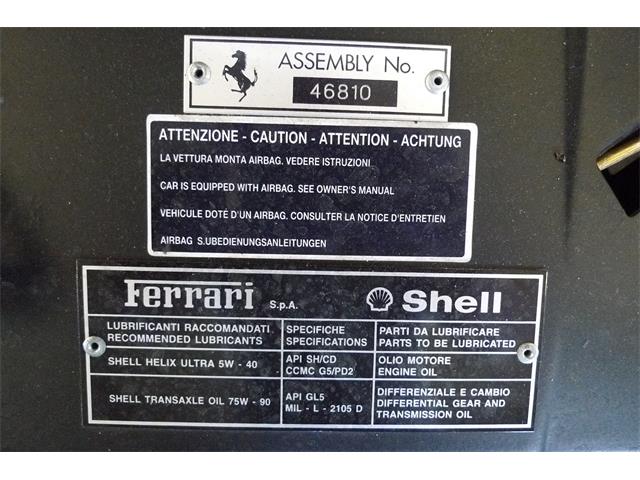 ASSEMBLY No.
46810
ATTENZIONE - CAUTION - ATTENTION - ACHTUNG
LA VETTURA MONTA AIRBAG. VEDERE ISTRUZIONI
CAR IS EQUIPPED WITH AIRBAG. SEE OWNER'S MANUAL
VEHICULE DOTÉ D'UN AIRBAG. CONSULTER LA NOTICE D'ENTRETIEN
AIRBAG S.UBEDIENUNGSANLEITUNGEN
Ferrari S.p.A. Shell
LUBRIFICANTI RACCOMANDATI SPECIFICHE PARTI DA LUBRIFICARE
RECOMMENDED LUBRICANTS SPECIFICATIONS PARTS TO BE LUBRICATED
SHELL HELIX ULTRA 5W - 40 API SH/CD OLIO MOTORE
CCMC G5/PD2 ENGINE OIL
SHELL TRANSAXLE OIL 75W - 90 API GL5 DIFFERENZIALE E CAMBIO
MIL - L - 2105 D DIFFERENTIAL GEAR AND
TRANSMISSION OIL